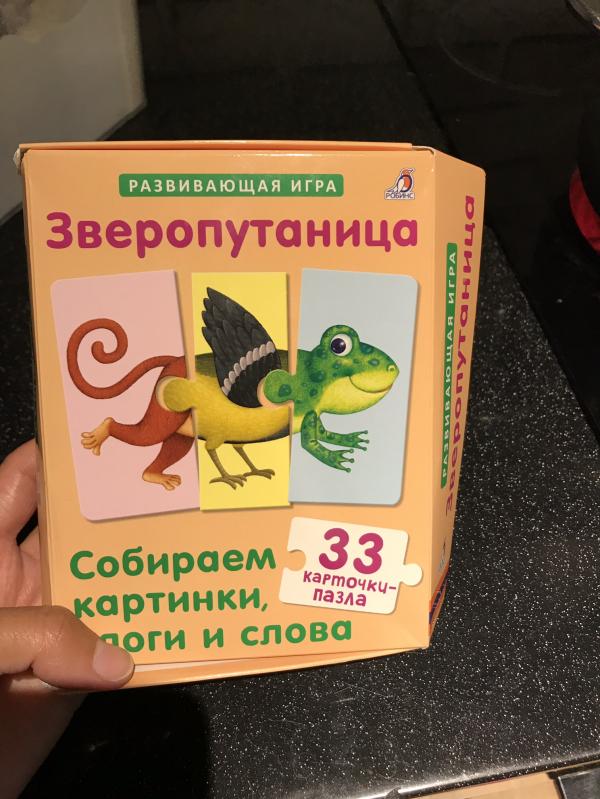 РАЗВИВАЮЩАЯ ИГРА
РОБИНС
Зверопутаница
33
КАРТОЧКИ-
ПАЗЛА
Собираем
картинки,
и слова
РАЗВИВАЮЩАЯ ИГРА
Зверопутаница